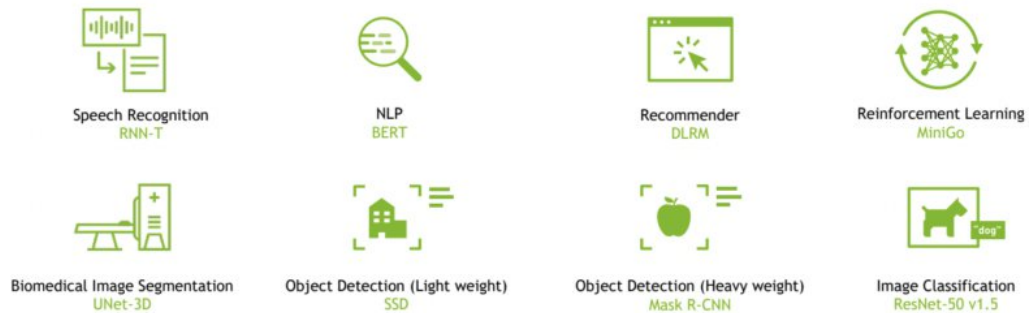 Speech Recognition
RNN-T
NLP
BERT
Recommender
DLRM
Reinforcement Learning
MiniGo
Biomedical Image Segmentation
UNet-3D
Object Detection (Light weight)
SSD
Object Detection (Heavy weight)
Mask R-CNN
"dog"
Image Classification
ResNet-50 v1.5